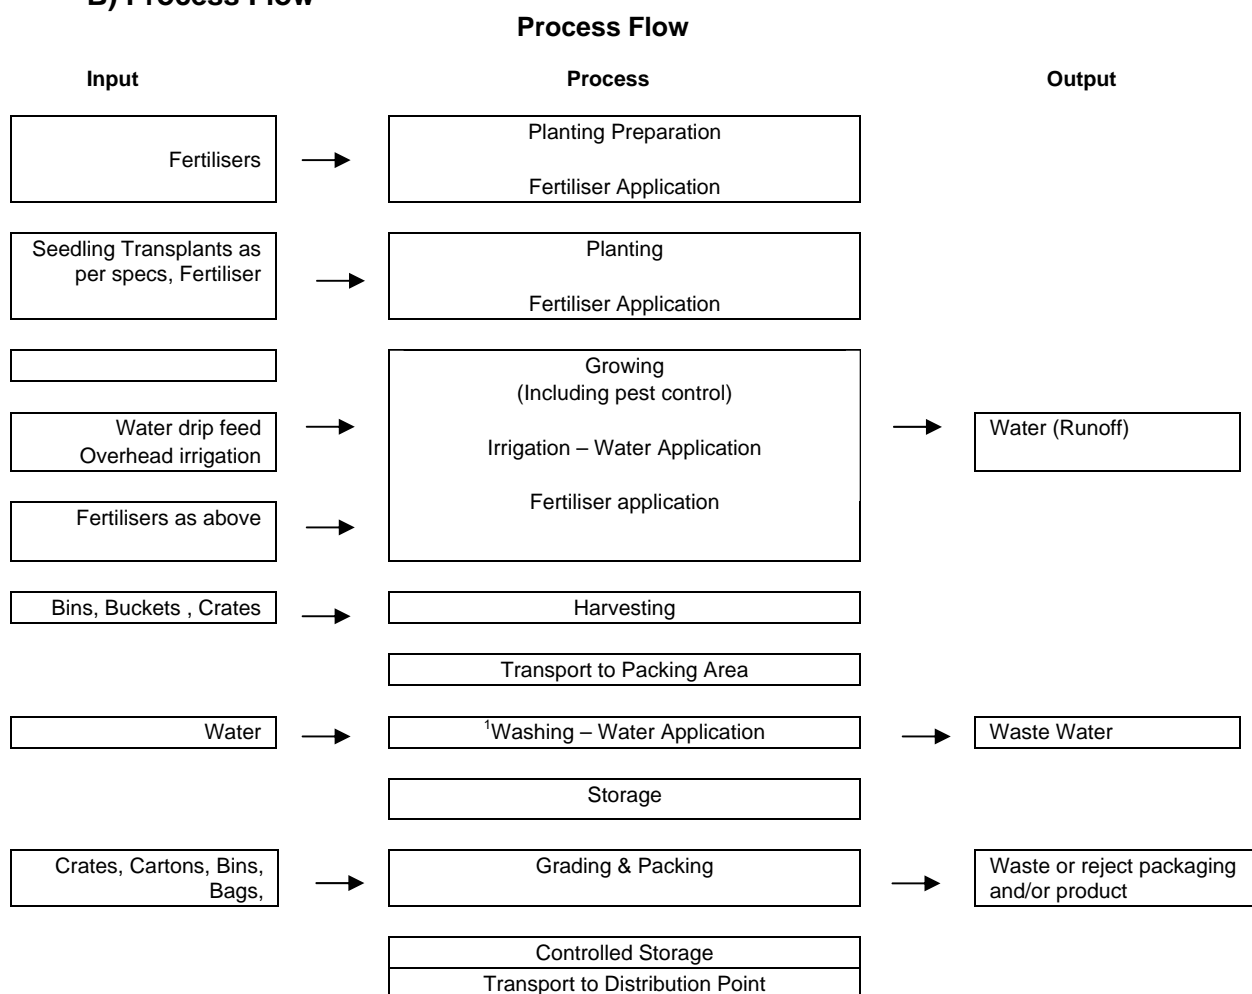 B) Process Flow
Process Flow
Input
Process
Output
Fertilisers
Planting Preparation
Fertiliser Application
Seedling Transplants as
per specs, Fertiliser
Planting
Fertiliser Application
Growing
(Including pest control)
Water drip feed
Overhead irrigation
Irrigation – Water Application
Water (Runoff)
Fertilisers as above
Fertiliser application
Bins, Buckets , Crates
Harvesting
Transport to Packing Area
Water
¹Washing – Water Application
Waste Water
Storage
Crates, Cartons, Bins,
Bags,
Grading & Packing
Waste or reject packaging
and/or product
Controlled Storage
Transport to Distribution Point